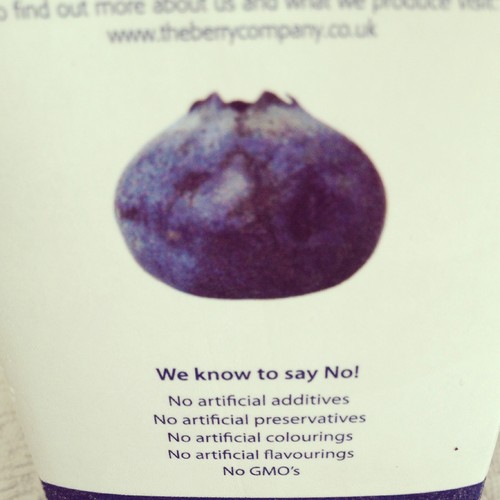 to find out more about us and what we produce visit:
www.theberrycompany.co.uk
We know to say No!
No artificial additives
No artificial preservatives
No artificial colourings
No artificial flavourings
No GMO's